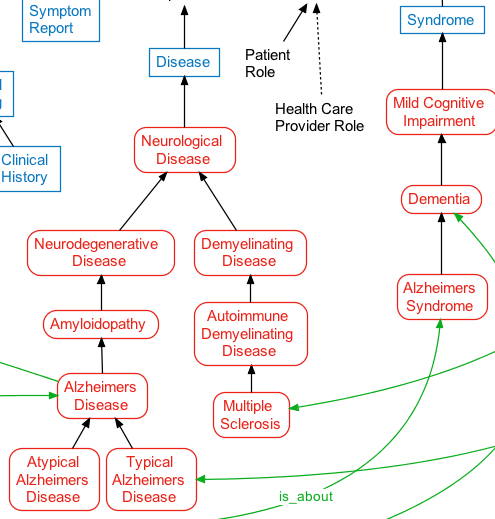 Symptom
Report
Syndrome
Disease
Patient
Role
Health Care
Provider Role
Mild Cognitive
Impairment
Neurological
Disease
Clinical
History
Dementia
Neurodegenerative
Disease
Demyelinating
Disease
Alzheimers
Syndrome
Amyloidopathy
Autoimmune
Demyelinating
Disease
Alzheimers
Disease
Multiple
Sclerosis
Atypical
Alzheimers
Disease
Typical
Alzheimers
Disease
is_about